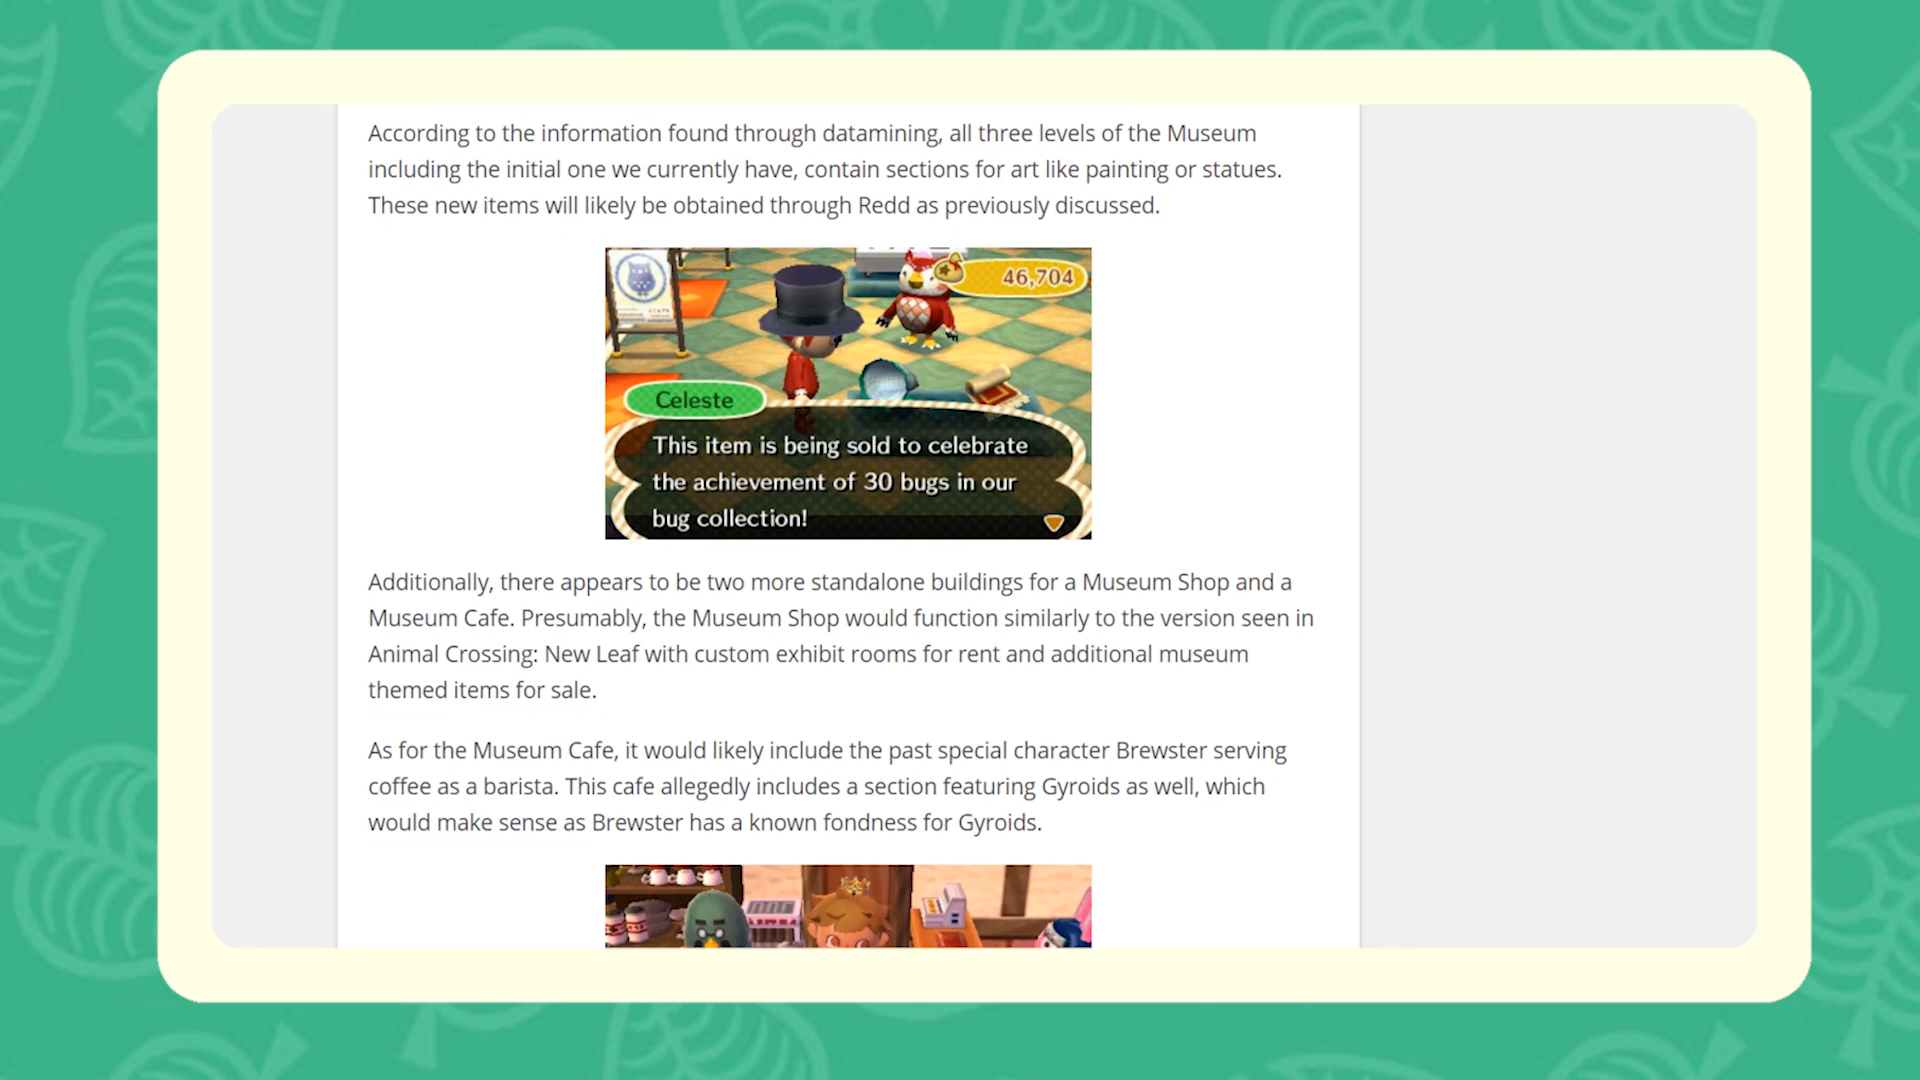 According to the information found through datamining, all three levels of the Museum
including the initial one we currently have, contain sections for art like painting or statues.
These new items will likely be obtained through Redd as previously discussed.
46,704
Celeste
This item is being sold to celebrate
the achievement of 30 bugs in our
bug collection!
Additionally, there appears to be two more standalone buildings for a Museum Shop and a
Museum Cafe. Presumably, the Museum Shop would function similarly to the version seen in
Animal Crossing: New Leaf with custom exhibit rooms for rent and additional museum
themed items for sale.
As for the Museum Cafe, it would likely include the past special character Brewster serving
coffee as a barista. This cafe allegedly includes a section featuring Gyroids as well, which
would make sense as Brewster has a known fondness for Gyroids.